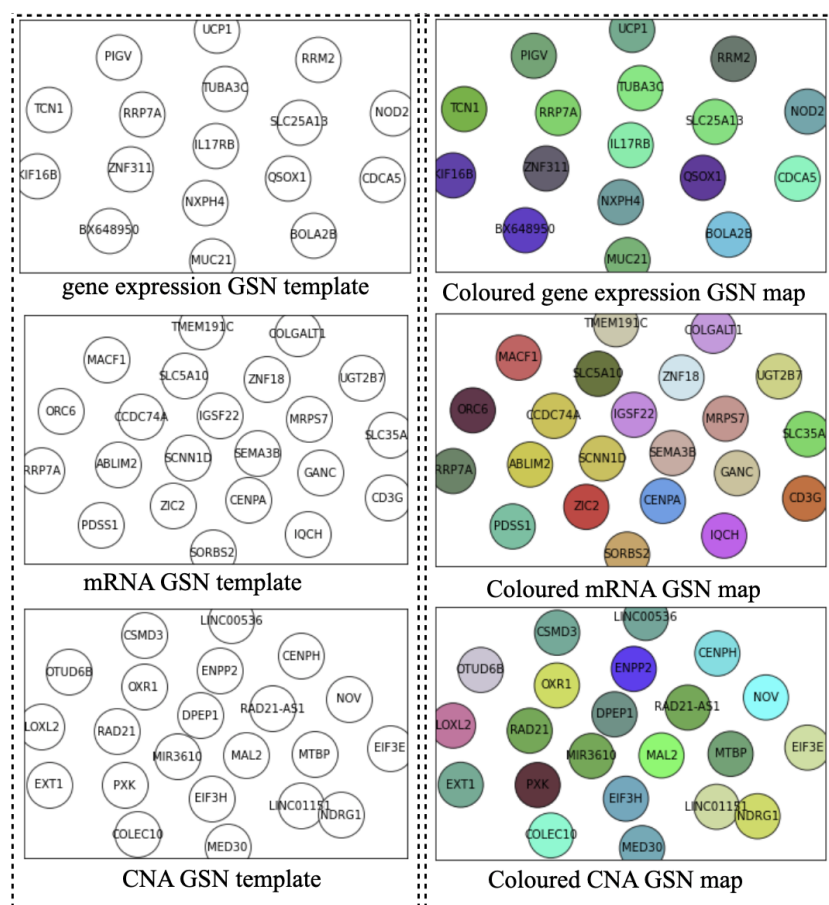 UCP1
PIGV
RRM2
TUBA3C
TCN1
RRP7A
SLC25A13
NOD2
IL17RB
ZNF311
KIF16B
QSOX1
CDCA5
NXPH4
BX648950
BOLA2B
MUC21
gene expression GSN template
UCP1
PIGV
RRM2
TUBA3C
TCN1
RRP7A
SLC25A13
NOD2
IL17RB
ZNF311
KIF16B
QSOX1
CDCA5
NXPH4
BX648950
BOLA2B
MUC21
Coloured gene expression GSN map
TMEM191C
COLGALT1
MACF1
SLC5A10
ZNF18
UGT2B7
ORC6
CCDC74A
IGSF22
MRPS7
SLC35A
SEMA3B
SCNN1D
ABLIM2
RRP7A
GANC
ZIC2
CENPA
CD3G
PDSS1
IQCH
SORBS2
mRNA GSN template
TMEM191C
COLGALT1
MACF1
SLC5A10
ZNF18
UGT2B7
ORC6
CCDC74A
IGSF22
MRPS7
SLC35A
SEMA3B
SCNN1D
ABLIM2
RRP7A
GANC
ZIC2
CENPA
CD3G
PDSS1
IQCH
SORBS2
Coloured mRNA GSN map
LINC00536
CSMD3
CENPH
OTUD6B
ENPP2
OXR1
NOV
RAD21-AS1
DPEP1
LOXL2
RAD21
EIF3E
MIR3610
MAL2
MTBP
EXT1
PXK
EIF3H
LINC01151
NDRG1
COLEC10
MED30
CNA GSN template
LINC00536
CSMD3
CENPH
OTUD6B
ENPP2
OXR1
NOV
RAD21-AS1
DPEP1
LOXL2
RAD21
EIF3E
MIR3610
MAL2
MTBP
EXT1
PXK
EIF3H
LINC01151
NDRG1
COLEC10
MED30
Coloured CNA GSN map